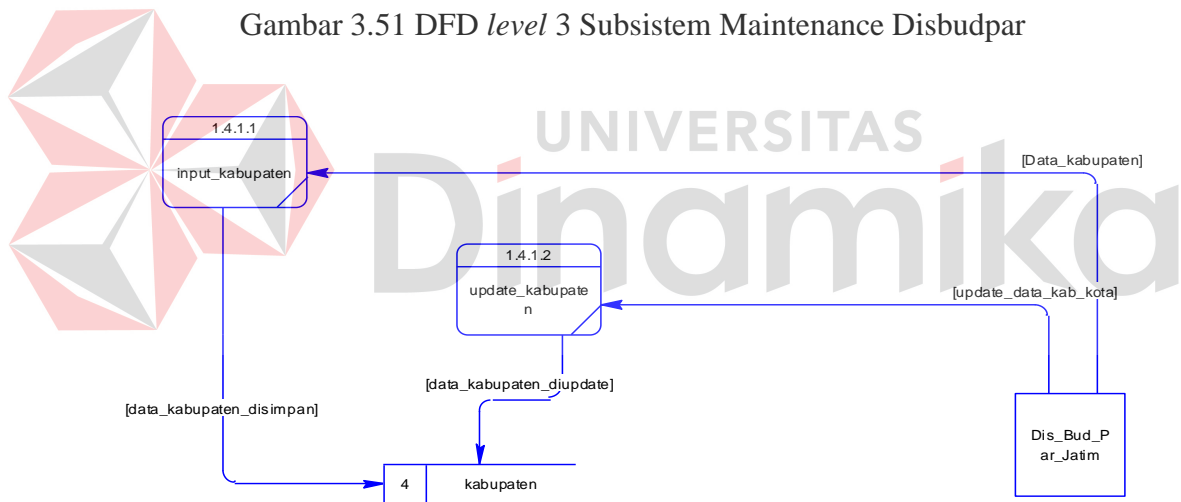 Gambar 3.51 DFD level 3 Subsistem Maintenance Disbudpar
UNIVERSITAS
Dinamika
1.4.1.1
input_kabupaten
[Data_kabupaten]
1.4.1.2
update_kabupate
n
[update_data_kab_kota]
[data_kabupaten_diupdate]
[data_kabupaten_disimpan]
Dis_Bud_P
ar_Jatim
4 kabupaten